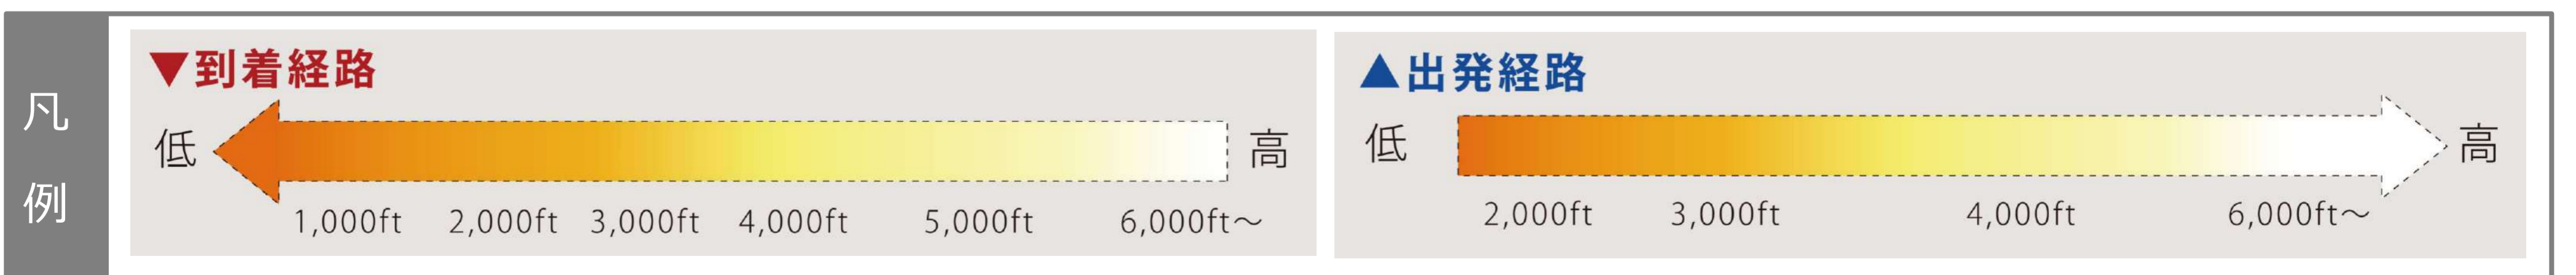 凡例
▼到着経路
低 高
1,000ft 2,000ft 3,000ft 4,000ft 5,000ft 6,000ft～
▲出発経路
低 高
2,000ft 3,000ft 4,000ft 6,000ft～